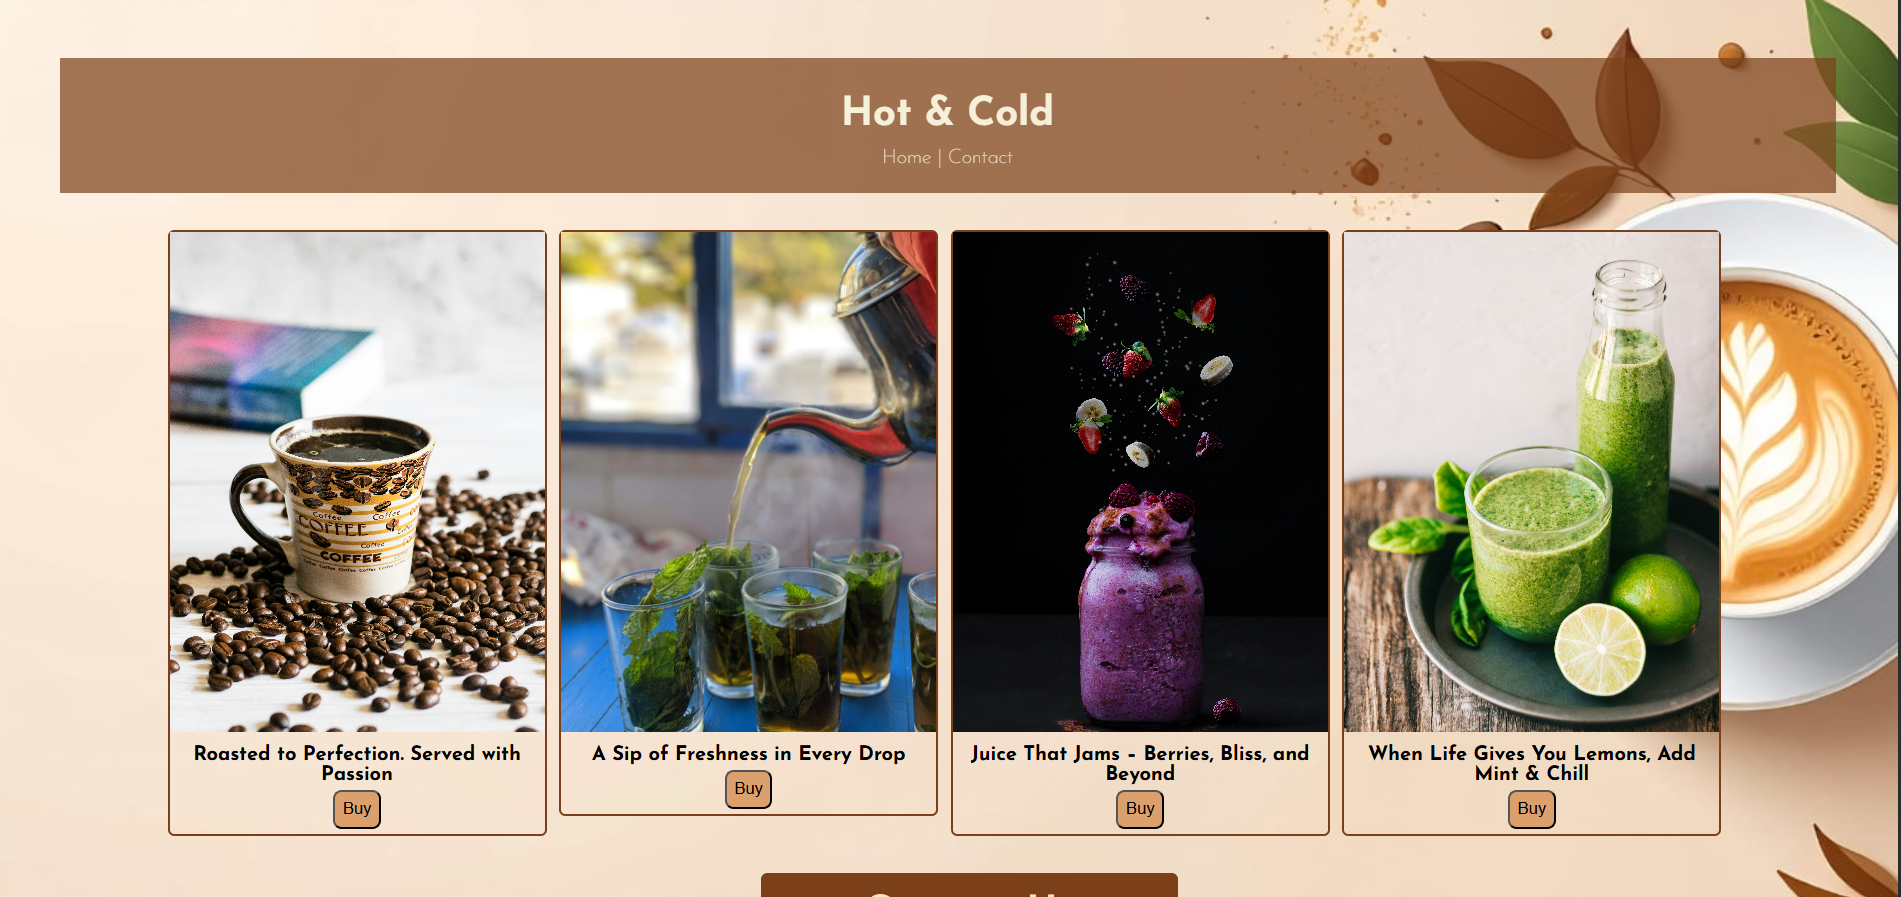 Hot & Cold
Home | Contact
Coffee Coffee
COFFEE
Coffee
COFFEE
Roasted to Perfection. Served with
Passion
Buy
A Sip of Freshness in Every Drop
Buy
Juice That Jams – Berries, Bliss, and
Beyond
Buy
When Life Gives You Lemons, Add
Mint & Chill
Buy